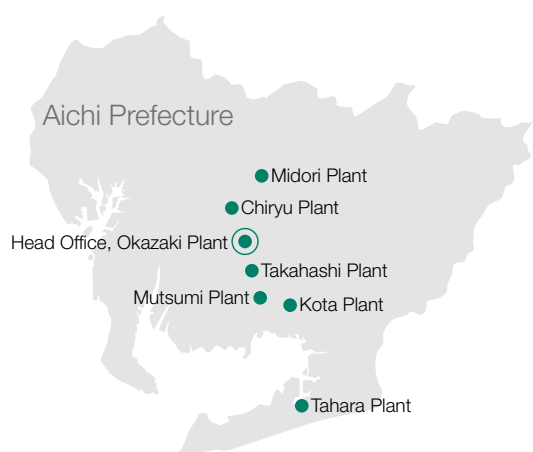 Aichi Prefecture
Midori Plant
Chiryu Plant
Head Office, Okazaki Plant
Takahashi Plant
Mutsumi Plant
Kota Plant
Tahara Plant